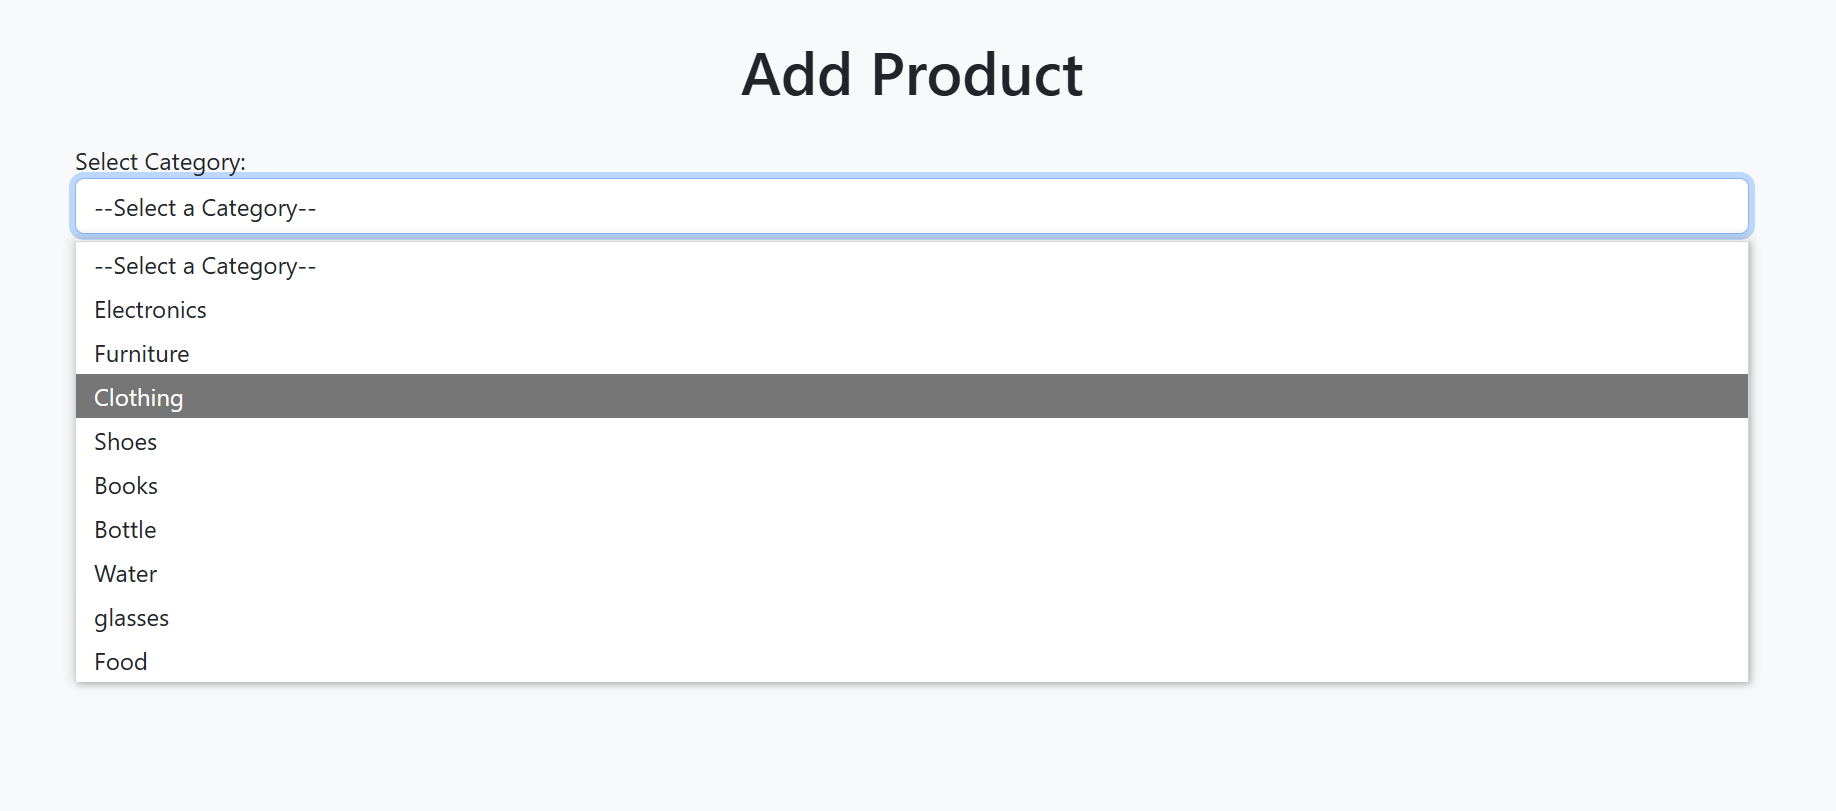 Add Product
Select Category:
--Select a Category--
--Select a Category--
Electronics
Furniture
Clothing
Shoes
Books
Bottle
Water
glasses
Food